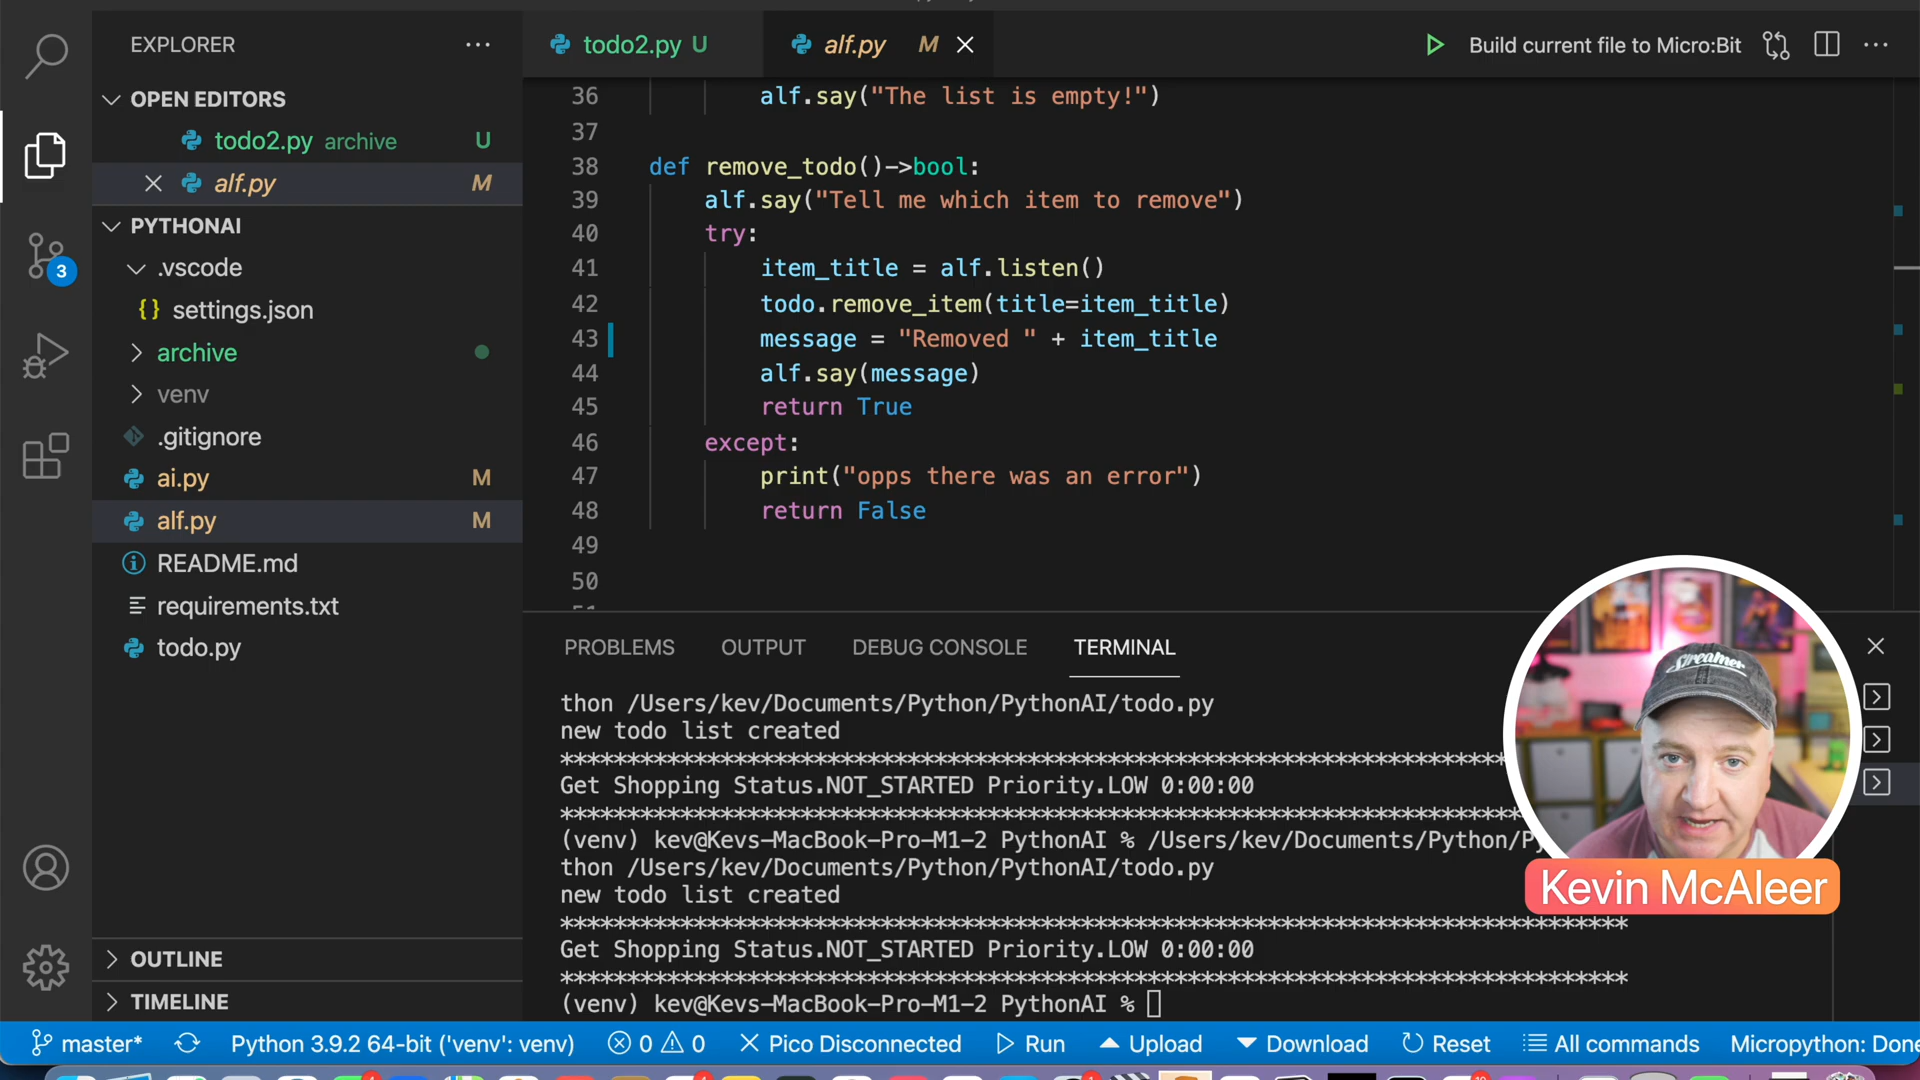 EXPLORER
OPEN EDITORS
todo2.py archive U
alf.py M
PYTHONAI
.vscode
{} settings.json
archive
venv
.gitignore
ai.py M
alf.py M
README.md
requirements.txt
todo.py
OUTLINE
TIMELINE
3
todo2.py U
alf.py M
Build current file to Micro:Bit
36 alf.say("The list is empty!")
37
38 def remove_todo()->bool:
39 alf.say("Tell me which item to remove")
40 try:
41 item_title = alf.listen()
42 todo.remove_item(title=item_title)
43 message = "Removed " + item_title
44 alf.say(message)
45 return True
46 except:
47 print("opps there was an error")
48 return False
49
50
PROBLEMS OUTPUT DEBUG CONSOLE TERMINAL
thon /Users/kev/Documents/Python/PythonAI/todo.py
new todo list created
Get Shopping Status.NOT_STARTED Priority.LOW 0:00:00
(venv) kev@Kevs-MacBook-Pro-M1-2 PythonAI % /Users/kev/Documents/Python/Py
thon /Users/kev/Documents/Python/PythonAI/todo.py
new todo list created
********************************************************************************
Get Shopping Status.NOT_STARTED Priority.LOW 0:00:00
********************************************************************************
(venv) kev@Kevs-MacBook-Pro-M1-2 PythonAI %
Streamer
Kevin McAleer
master* Python 3.9.2 64-bit ('venv': venv) 0 0 Pico Disconnected Run Upload Download Reset All commands Micropython: Done